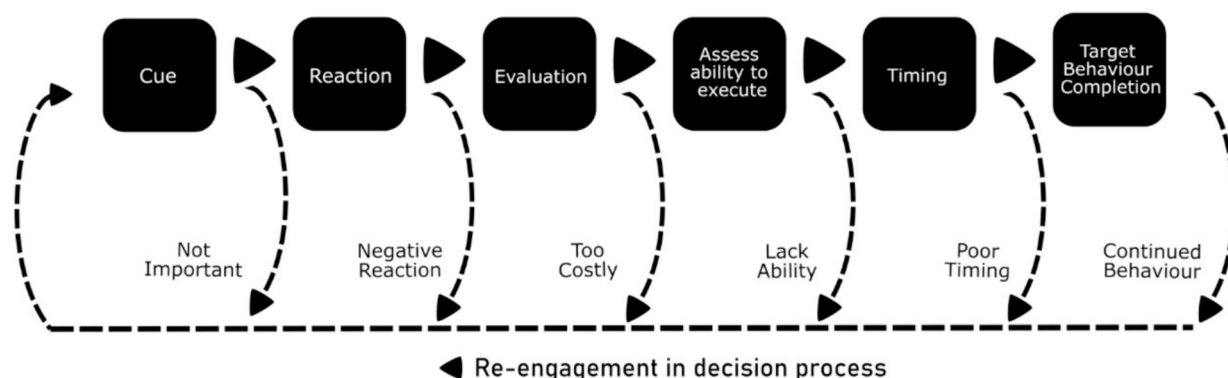 Cue
Reaction
Evaluation
Assess
ability to
execute
Timing
Target
Behaviour
Completion
Not
Important
Negative
Reaction
Too
Costly
Lack
Ability
Poor
Timing
Continued
Behaviour
Re-engagement in decision process